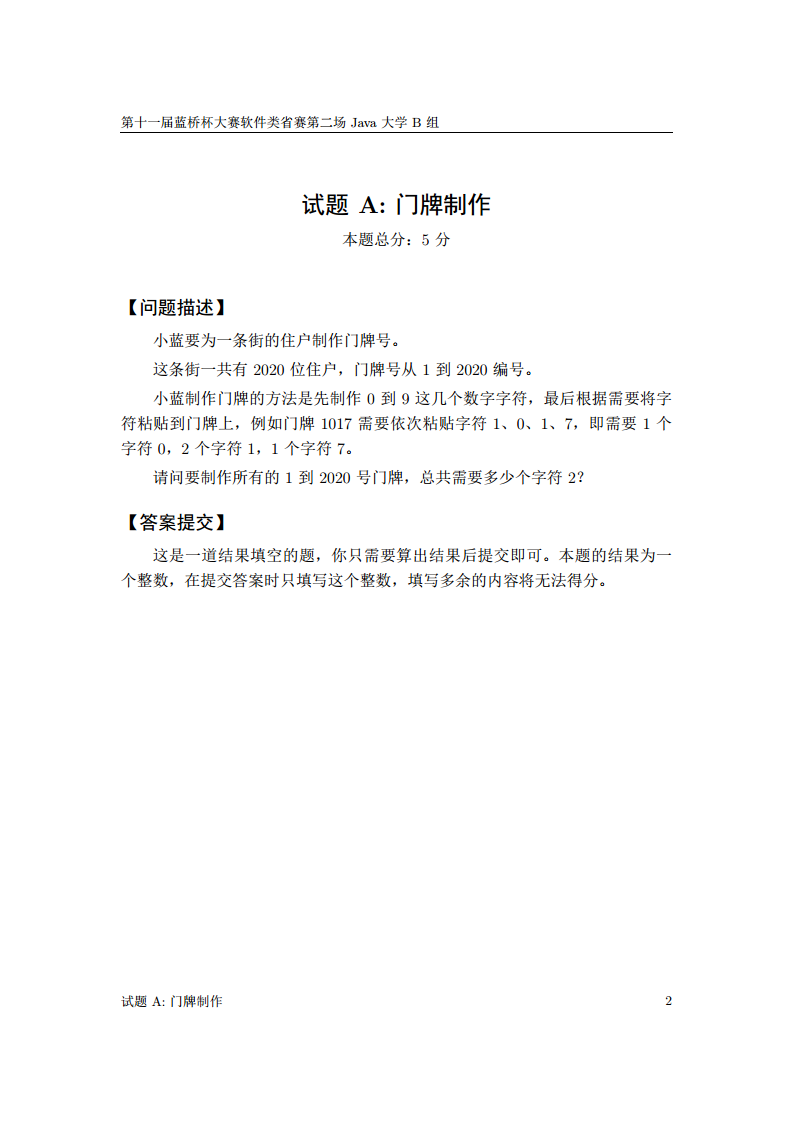 第十一届蓝桥杯大赛软件类省赛第二场 Java 大学 B 组
试题 A: 门牌制作
本题总分：5 分
【问题描述】
小蓝要为一条街的住户制作门牌号。
这条街一共有 2020 位住户，门牌号从 1 到 2020 编号。
小蓝制作门牌的方法是先制作 0 到 9 这几个数字字符，最后根据需要将字
符粘贴到门牌上，例如门牌 1017 需要依次粘贴字符 1、0、1、7，即需要 1 个
字符 0，2 个字符 1，1 个字符 7。
请问要制作所有的 1 到 2020 号门牌，总共需要多少个字符 2？
【答案提交】
这是一道结果填空的题，你只需要算出结果后提交即可。本题的结果为一
个整数，在提交答案时只填写这个整数，填写多余的内容将无法得分。
试题 A: 门牌制作 2